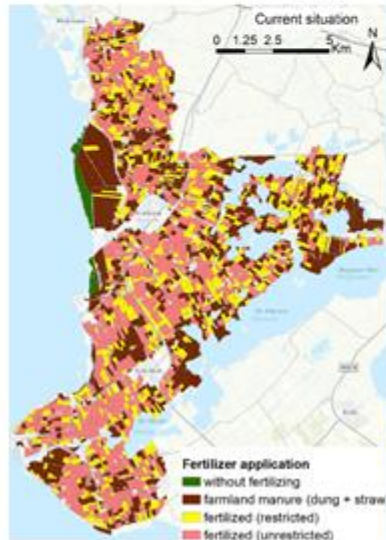 Current situation
0 1.25 2.5 5
Km
N
Fertilizer application
without fertilizing
farmland manure (dung + straw
fertilized (restricted)
fertilized (unrestricted)